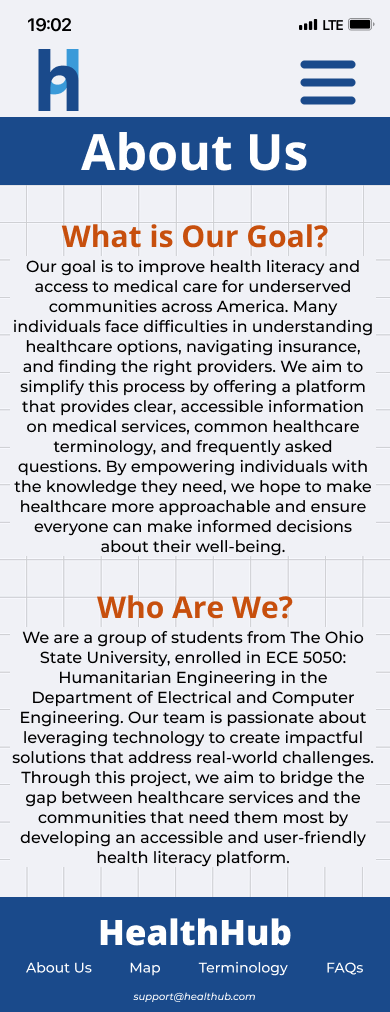 19:02
LTE
h
About Us
What is Our Goal?
Our goal is to improve health literacy and
access to medical care for underserved
communities across America. Many
individuals face difficulties in understanding
healthcare options, navigating insurance,
and finding the right providers. We aim to
simplify this process by offering a platform
that provides clear, accessible information
on medical services, common healthcare
terminology, and frequently asked
questions. By empowering individuals with
the knowledge they need, we hope to make
healthcare more approachable and ensure
everyone can make informed decisions
about their well-being.
Who Are We?
We are a group of students from The Ohio
State University, enrolled in ECE 5050:
Humanitarian Engineering in the
Department of Electrical and Computer
Engineering. Our team is passionate about
leveraging technology to create impactful
solutions that address real-world challenges.
Through this project, we aim to bridge the
gap between healthcare services and the
communities that need them most by
developing an accessible and user-friendly
health literacy platform.
HealthHub
About Us Map Terminology FAQs
support@healthub.com